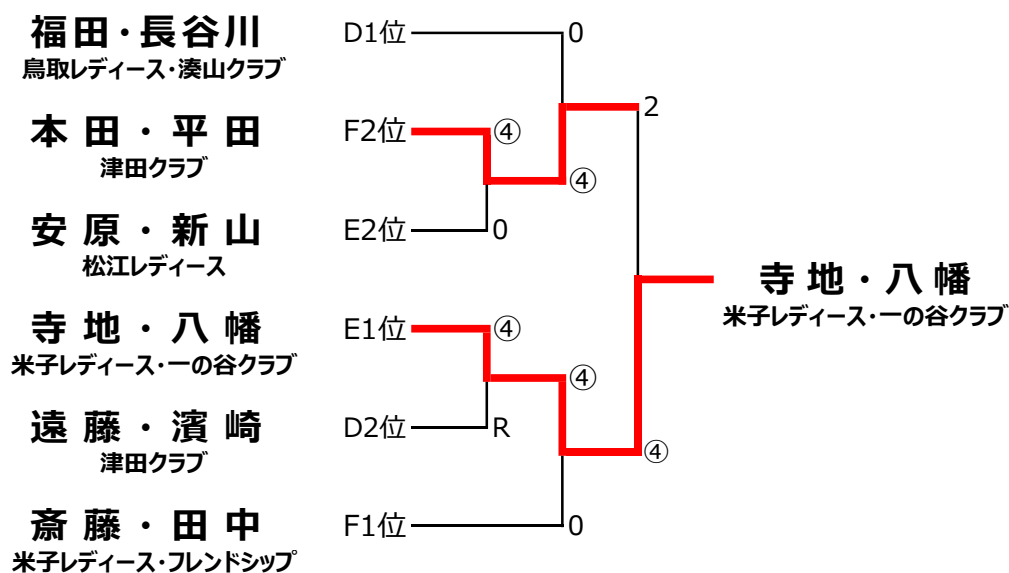 福田・長谷川 D1位 0
鳥取レディース・湊山クラブ
2
本田・平田 F2位 ④
津田クラブ
④
安原・新山 E2位 0
松江レディース
寺地・八幡
米子レディース・一の谷クラブ
寺地・八幡 E1位 ④
米子レディース・一の谷クラブ
④
遠藤・濱崎 D2位 R
津田クラブ
④
斎藤・田中 F1位 0
米子レディース・フレンドシップ